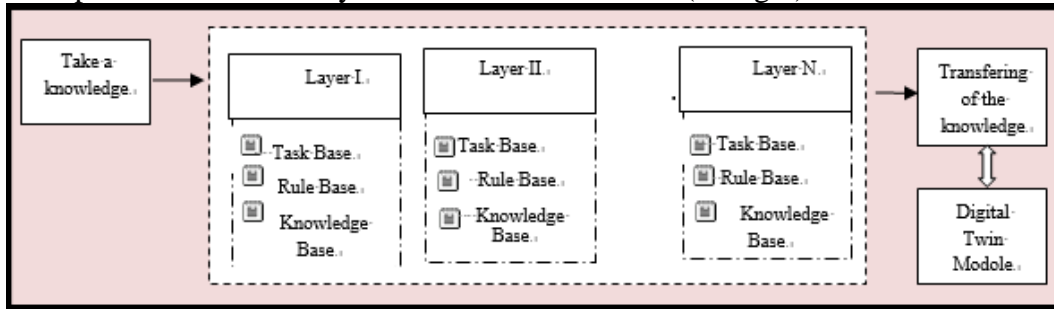 Take a
knowledge.
Layer I.
Task Base.
Rule Base.
Knowledge
Base.
Layer II.
Task Base.
Rule Base.
Knowledge
Base.
Layer N.
Task Base.
Rule Base.
Knowledge
Base.
Transfering
of the
knowledge.
Digital
Twin
Modole.